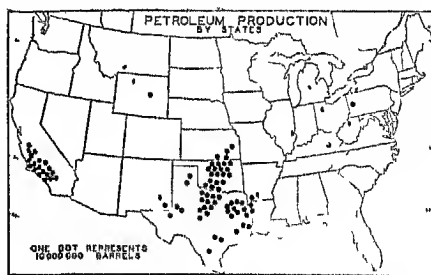 PETROLEUM PRODUCTION
BY STATES
ONE DOT REPRESENTS
10000000 BARRELS